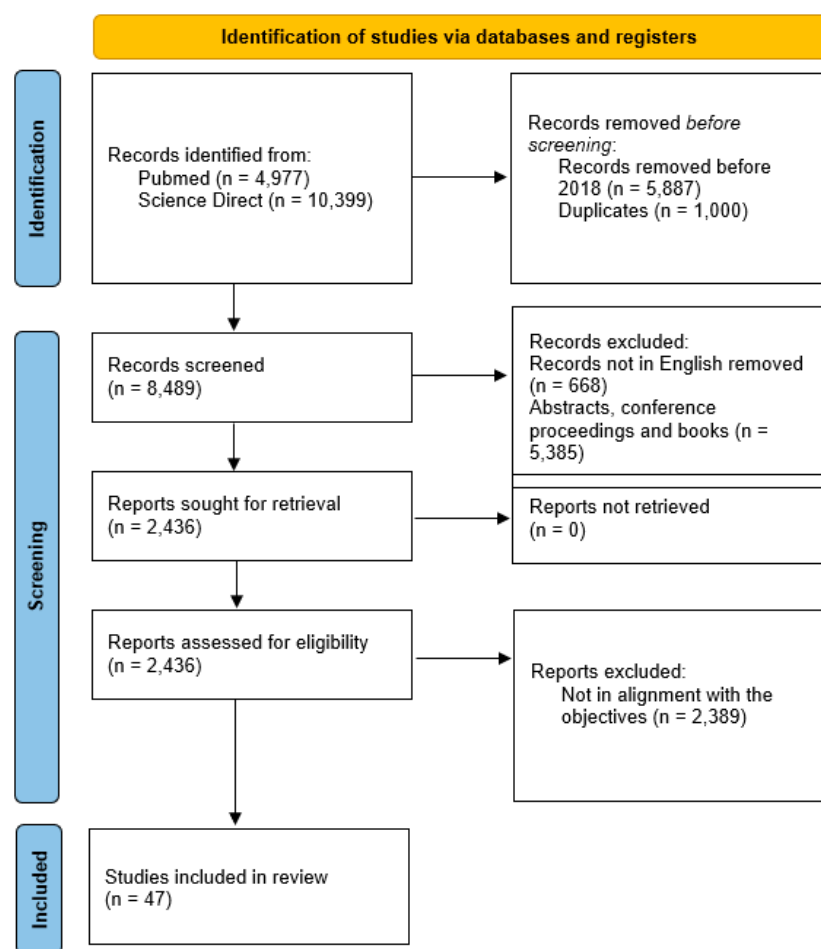 Identification of studies via databases and registers
Identification
Records identified from:
Pubmed (n = 4,977)
Science Direct (n = 10,399)
Records removed before
screening:
Records removed before
2018 (n = 5,887)
Duplicates (n = 1,000)
Screening
Records screened
(n = 8,489)
Records excluded:
Records not in English removed
(n = 668)
Abstracts, conference
proceedings and books (n =
5,385)
Reports sought for retrieval
(n = 2,436)
Reports not retrieved
(n = 0)
Reports assessed for eligibility
(n = 2,436)
Reports excluded:
Not in alignment with the
objectives (n = 2,389)
Included
Studies included in review
(n = 47)